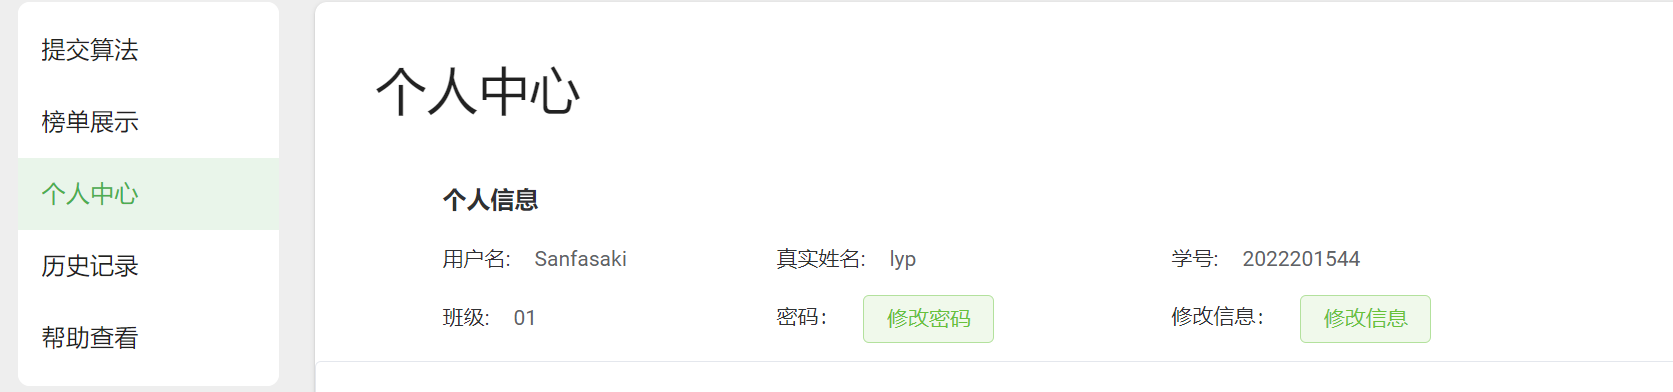 提交算法
榜单展示
个人中心
历史记录
帮助查看
个人中心
个人信息
用户名: Sanfasaki 真实姓名: lyp 学号: 2022201544
班级: 01 密码： 修改密码 修改信息： 修改信息